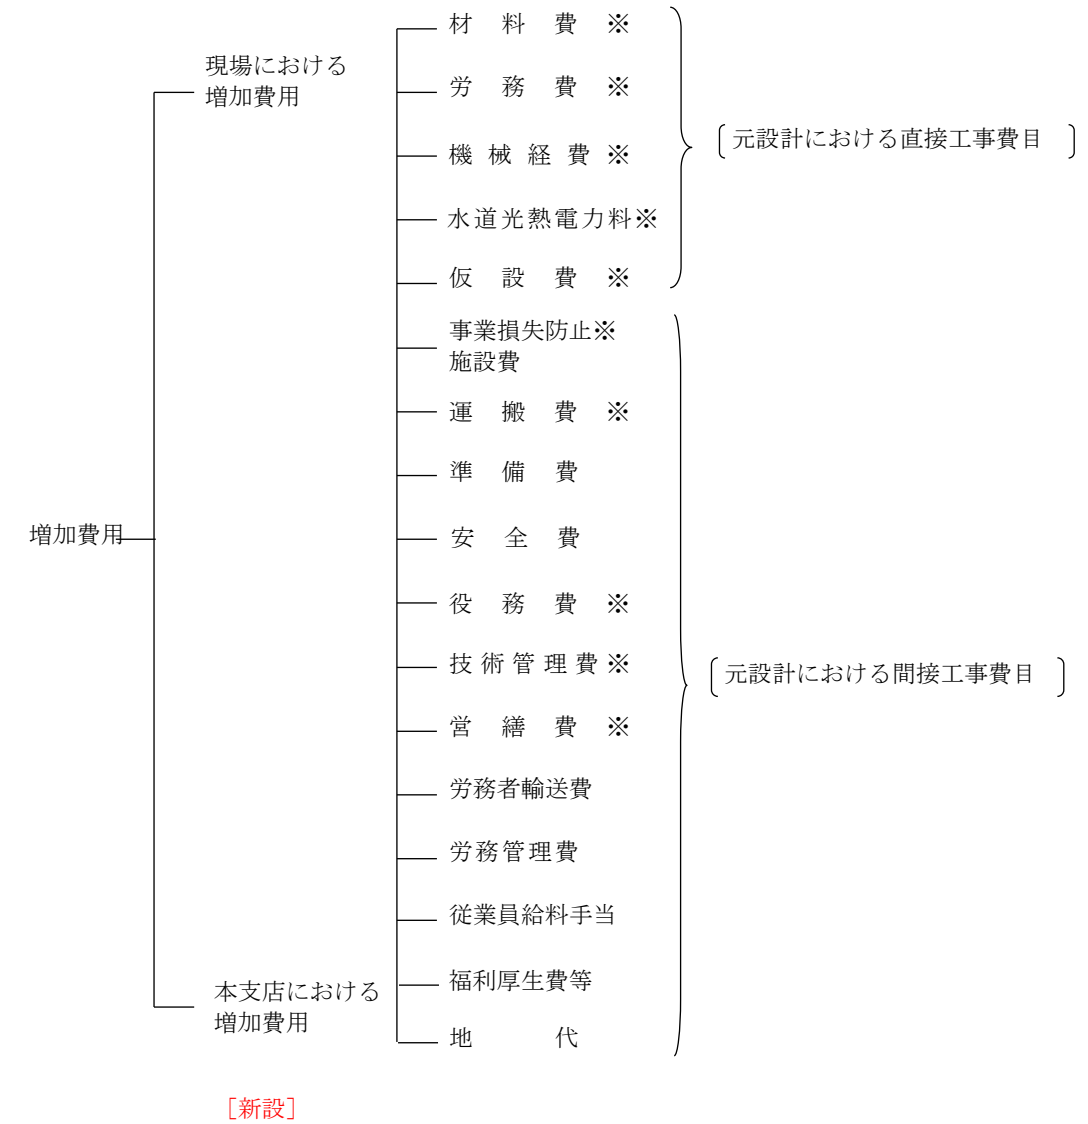 材料費※
現場における
増加費用
労務費※
機械経費※
〔元設計における直接工事費目〕
水道光熱電力料※
仮設費※
事業損失防止※
施設費
運搬費※
準備費
増加費用
安全費
役務費※
技術管理費※
〔元設計における間接工事費目〕
営繕費※
労務者輸送費
労務管理費
従業員給料手当
福利厚生費等
本支店における
増加費用
地代
［新設］